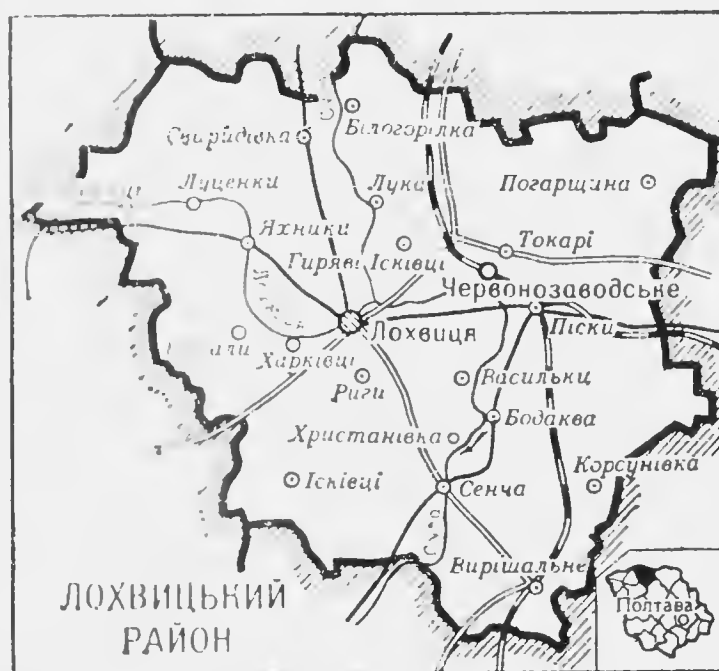 Білогорілка
Свиридівка
Луценки
Лука
Погарщина
Яхники
Токарі
Гиряві Ісківці
Червонозаводське
Лохвиця
Піски
Харківці
Риги
Васильки
Христанівка
Бодаква
Корсунівка
Ісківці
Сенча
Сула
Вирішальне
Полтава
ЛОХВИЦЬКИЙ
РАЙОН